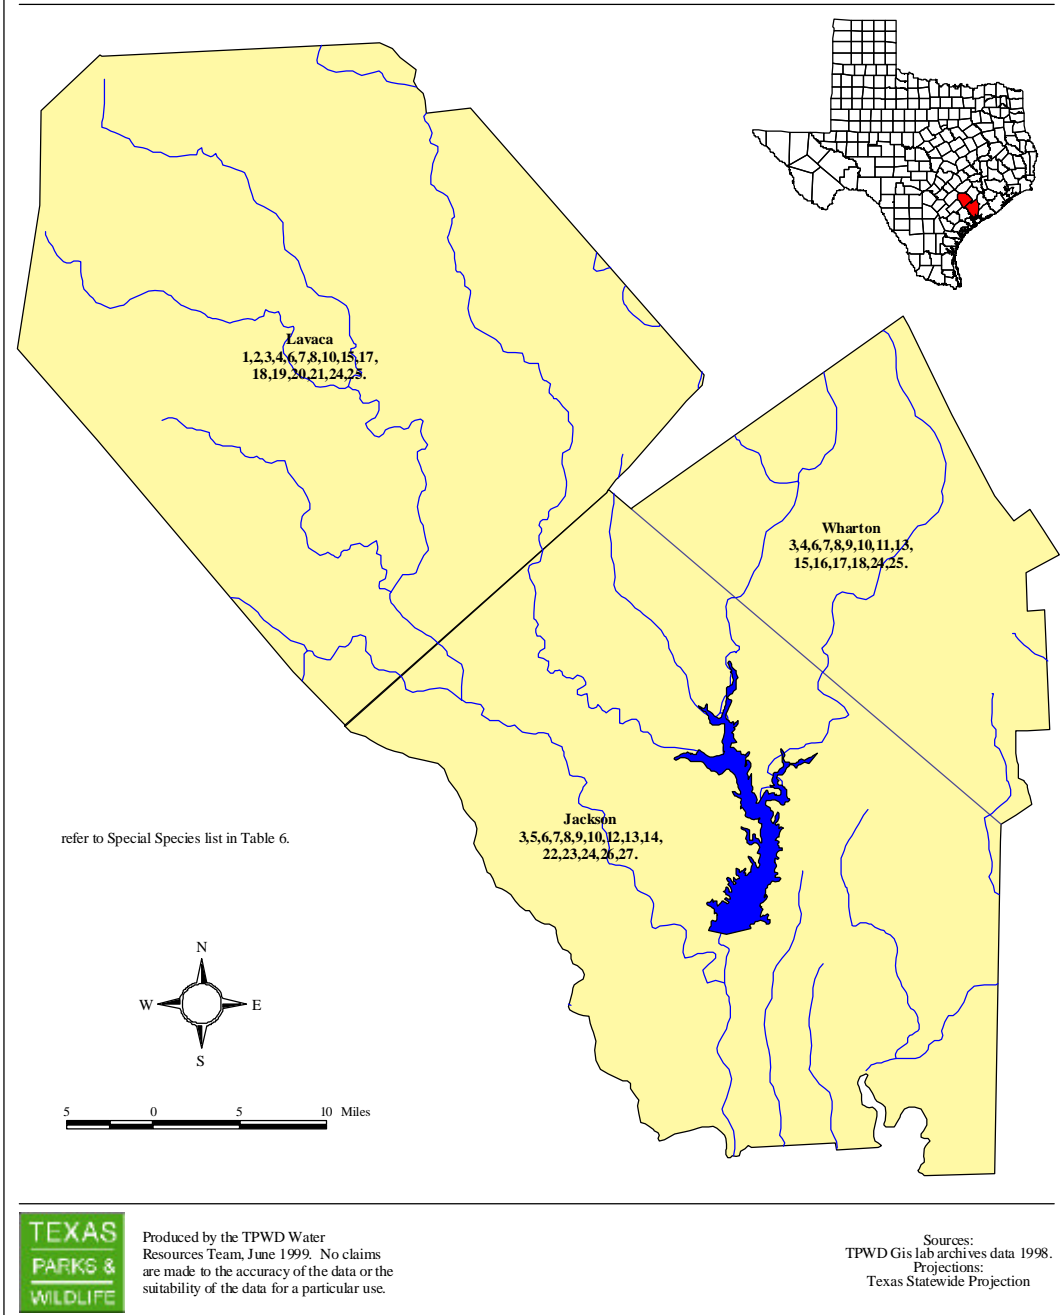 Lavaca
1,2,3,4,6,7,8,10,15,17,
18,19,20,21,24,25.
Wharton
3,4,6,7,8,9,10,11,13,
15,16,17,18,24,25.
Jackson
3,5,6,7,8,9,10,12,13,14,
22,23,24,26,27.
refer to Special Species list in Table 6.
N
W E
S
5 0 5 10 Miles
TEXAS
PARKS &
WILDLIFE
Produced by the TPWD Water
Resources Team, June 1999. No claims
are made to the accuracy of the data or the
suitability of the data for a particular use.
Sources:
TPWD Gis lab archives data 1998.
Projections:
Texas Statewide Projection